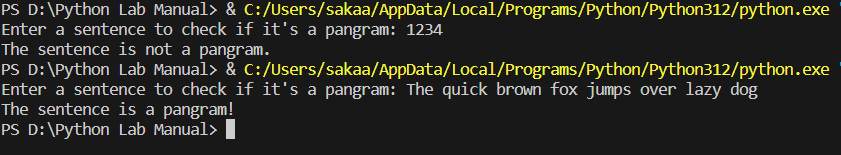 PS D:\Python Lab Manual> & C:/Users/sakaa/AppData/Local/Programs/Python/Python312/python.exe
Enter a sentence to check if it's a pangram: 1234
The sentence is not a pangram.
PS D:\Python Lab Manual> & C:/Users/sakaa/AppData/Local/Programs/Python/Python312/python.exe
Enter a sentence to check if it's a pangram: The quick brown fox jumps over lazy dog
The sentence is a pangram!
PS D:\Python Lab Manual>